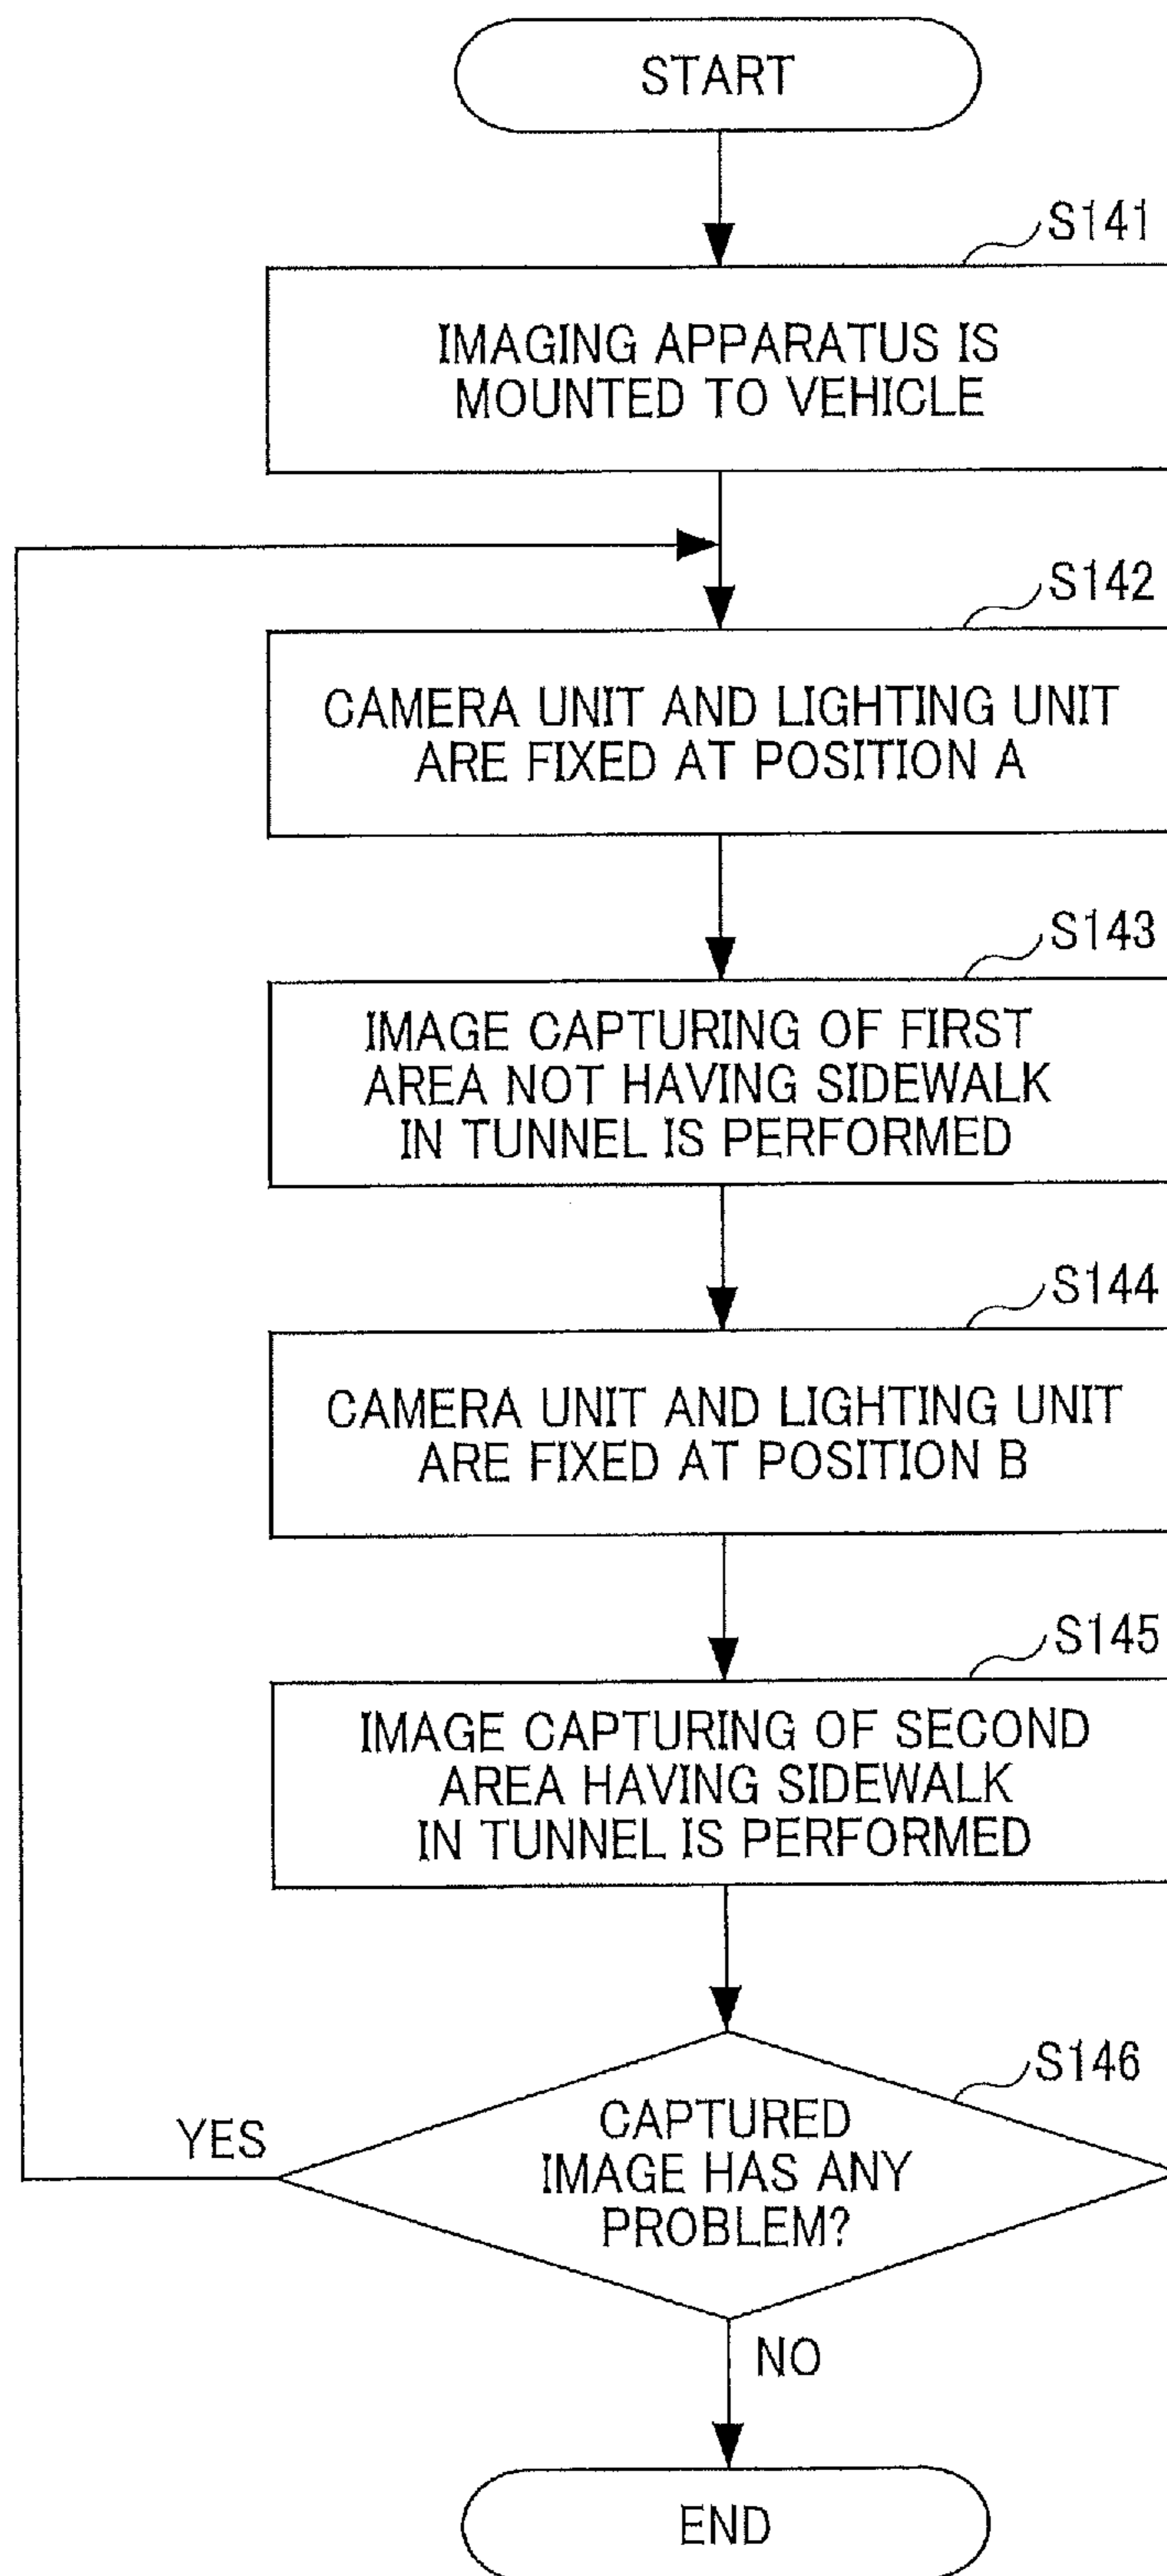 START
S141
IMAGING APPARATUS IS
MOUNTED TO VEHICLE
S142
CAMERA UNIT AND LIGHTING UNIT
ARE FIXED AT POSITION A
S143
IMAGE CAPTURING OF FIRST
AREA NOT HAVING SIDEWALK
IN TUNNEL IS PERFORMED
S144
CAMERA UNIT AND LIGHTING UNIT
ARE FIXED AT POSITION B
S145
IMAGE CAPTURING OF SECOND
AREA HAVING SIDEWALK
IN TUNNEL IS PERFORMED
S146
YES
CAPTURED
IMAGE HAS ANY
PROBLEM?
NO
END